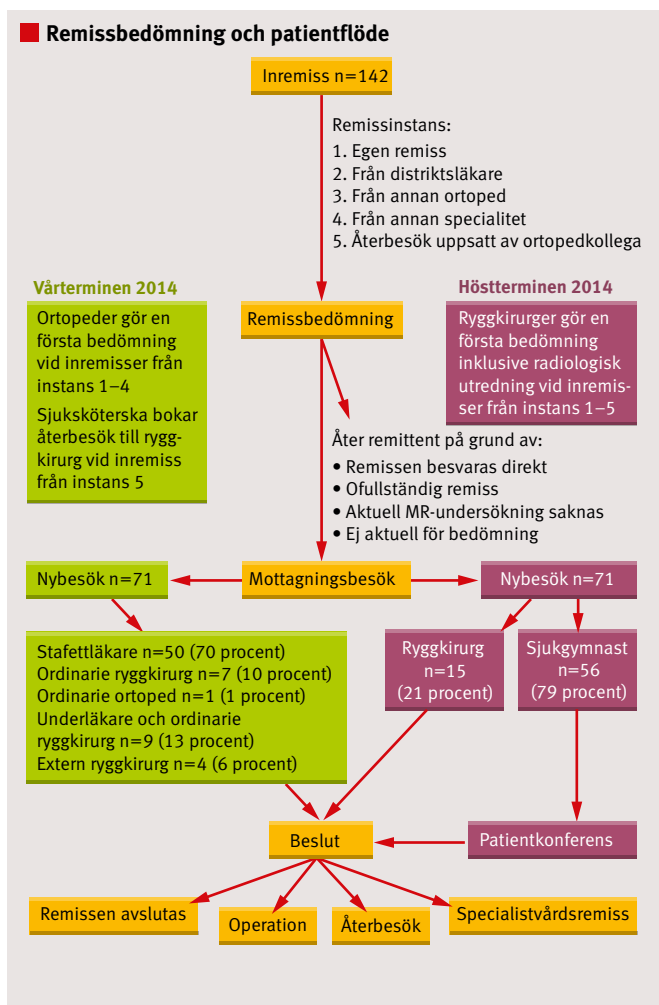 Remissbedömning och patientflöde
Inremiss n=142
Remissinstans:
1. Egen remiss
2. Från distriktsläkare
3. Från annan ortoped
4. Från annan specialitet
5. Återbesök uppsatt av ortopedkollega
Vårterminen 2014
Ortopeder gör en
första bedömning
vid inremisser från
instans 1–4
Sjuksköterska bokar
återbesök till rygg-
kirurg vid inremiss
från instans 5
Remissbedömning
Höstterminen 2014
Ryggkirurger gör en
första bedömning
inklusive radiologisk
utredning vid inremis-
ser från instans 1–5
Åter remittent på grund av:
• Remissen besvaras direkt
• Ofullständig remiss
• Aktuell MR-undersökning saknas
• Ej aktuell för bedömning
Nybesök n=71
Mottagningsbesök
Nybesök n=71
Stafettläkare n=50 (70 procent)
Ordinarie ryggkirurg n=7 (10 procent)
Ordinarie ortoped n=1 (1 procent)
Underläkare och ordinarie
ryggkirurg n=9 (13 procent)
Extern ryggkirurg n=4 (6 procent)
Ryggkirurg
n=15
(21 procent)
Sjukgymnast
n=56
(79 procent)
Beslut
Patientkonferens
Remissen avslutas
Operation
Återbesök
Specialistvårdsremiss